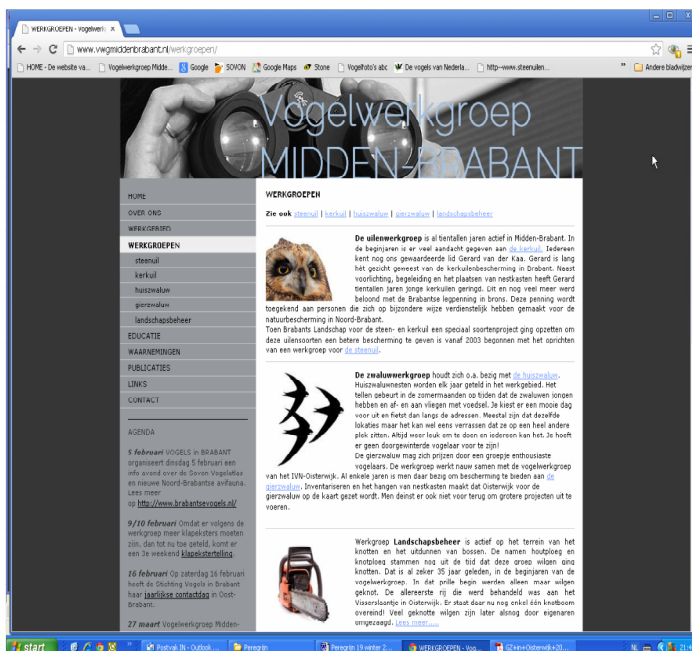 WERKGROEPEN - Vogelwerk
www.vwgmiddenbrabant.nl/werkgroepen/
HOME - De website va...
Vogelwerkgroep Midde...
Google
SOVON
Google Maps
Stone
Vogelfoto's abc
De vogels van Nederla...
http--www.steenuilen...
Andere bladwijzer
Vogelwerkgroep
MIDDEN-BRABANT
HOME
OVER ONS
WERKGEBIED
WERKGROEPEN
steenuil
kerkuil
huiszwaluw
gierzwaluw
landschapsbeheer
EDUCATIE
WAARNEMINGEN
PUBLICATIES
LINKS
CONTACT
AGENDA
5 februari VOGELS in BRABANT
organiseert dinsdag 5 februari een
info avond over de Sovon Vogelatlas
en nieuwe Noord-Brabantse avifauna.
Lees meer
op http://www.brabantsevogels.nl/
9/10 februari Omdat er volgens de
werkgroep meer klapeksters moeten
zijn, dan tot nu toe geteld, komt er
een 3e weekend klapekstertelling.
16 februari Op zaterdag 16 februari
heeft de Stichting Vogels in Brabant
haar jaarlijkse contactdag in Oost-
Brabant.
27 maart Vogelwerkgroep Midden-
WERKGROEPEN
Zie ook steenuil | kerkuil | huiszwaluw | gierzwaluw | landschapsbeheer
De uilenwerkgroep is al tientallen jaren actief in Midden-Brabant. In
de beginjaren is er veel aandacht gegeven aan de kerkuil. Iedereen
kent nog ons gewaardeerde lid Gerard van der Kaa. Gerard is lang
hét gezicht geweest van de kerkuilenbescherming in Brabant. Naast
voorlichting, begeleiding en het plaatsen van nestkasten heeft Gerard
tientallen jaren jonge kerkuilen geringd. Dit en nog veel meer werd
beloond met de Brabantse legpenning in brons. Deze penning wordt
toegekend aan personen die zich op bijzondere wijze verdienstelijk hebben gemaakt voor de
natuurbescherming in Noord-Brabant.
Toen Brabants Landschap voor de steen- en kerkuil een speciaal soortenproject ging opzetten om
deze uilensoorten een betere bescherming te geven is vanaf 2003 begonnen met het oprichten
van een werkgroep voor de steenuil.
De zwaluwwerkgroep houdt zich o.a. bezig met de huiszwaluw.
Huiszwaluwnesten worden elk jaar geteld in het werkgebied. Het
tellen gebeurt in de zomermaanden op tijden dat de zwaluwen jongen
hebben en af- en aan vliegen met voedsel. Je kiest er een mooie dag
voor uit en fietst dan langs de adressen. Meestal zijn dat dezelfde
lokaties maar het kan wel eens verrassen dat ze op een heel andere
plek zitten. Altijd weer leuk om te doen en iedereen kan het. Je hoeft
er geen doorgewinterde vogelaar voor te zijn!
De gierzwaluw mag zich prijzen door een groepje enthousiaste
vogelaars. De werkgroep werkt nauw samen met de vogelwerkgroep
van het IVN-Oisterwijk. Al enkele jaren is men daar bezig om bescherming te bieden aan de
gierzwaluw. Inventariseren en het hangen van nestkasten maakt dat Oisterwijk voor de
gierzwaluw op de kaart gezet wordt. Men deinst er ook niet voor terug om grotere projecten uit te
voeren.
Werkgroep Landschapsbeheer is actief op het terrein van het
knotten en het uitdunnen van bossen. De namen houtploeg en
knotploeg stammen nog uit de tijd dat deze groep wilgen ging
knotten. Dat is al zeker 35 jaar geleden, in de beginjaren van de
vogelwerkgroep. In dat prille begin werden alleen maar wilgen
geknot. De allereerste rij die werd behandeld was aan het
Visserslaantje in Oisterwijk. Er staat daar nu nog enkel één knotboom
overeind! Veel geknotte wilgen zijn later alsnog door eigenaren
omgezaagd. Lees meer.....
start
Postvak IN - Outlook ...
Peregrijn
Peregrijn 19 winter 2...
WERKGROEPEN - Vog...
GZ+in+Oisterwijk+20...
NL